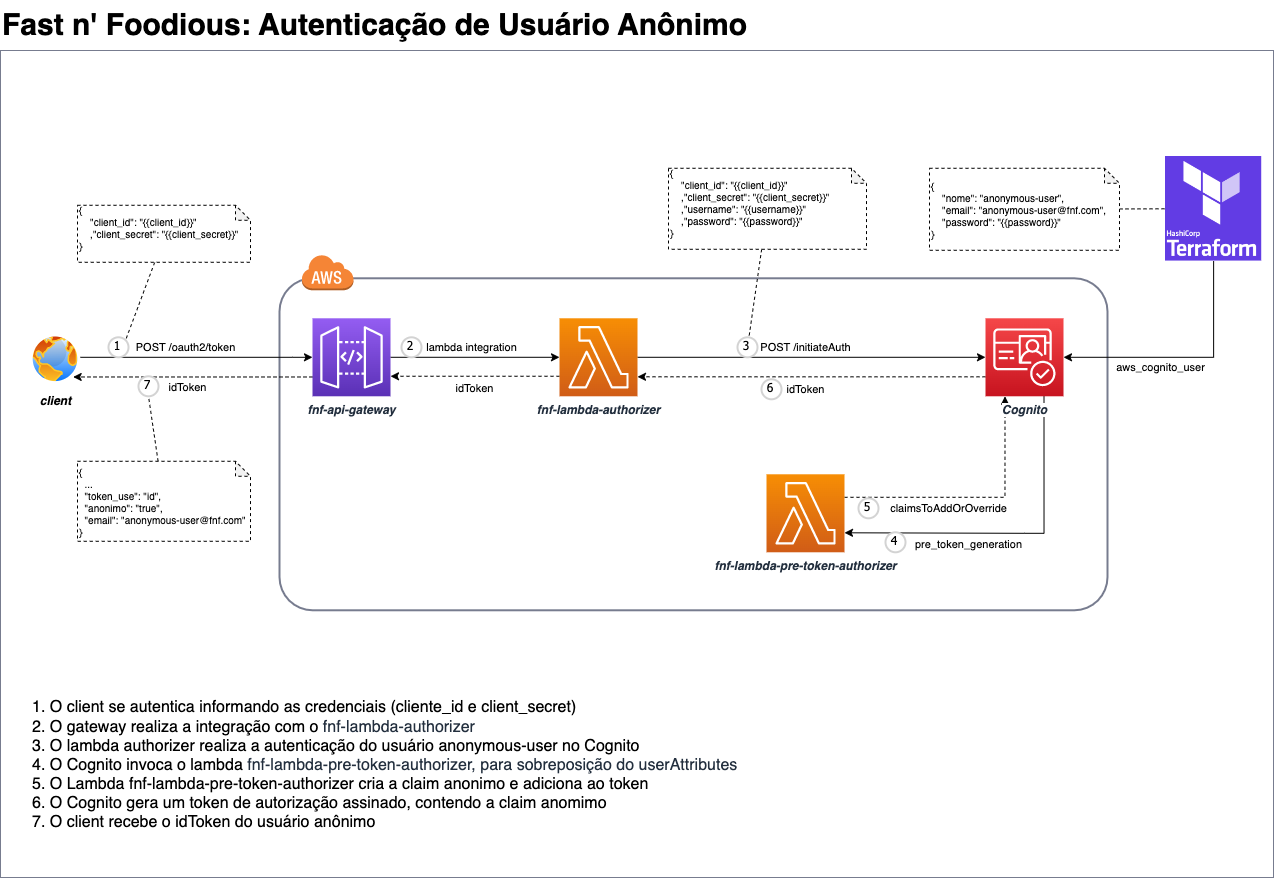 Fast n' Foodious: Autenticação de Usuário Anônimo
{
"client_id": "{{client_id}}"
,"client_secret": "{{client_secret}}"
}
{
"client_id": "{{client_id}}"
,"client_secret": "{{client_secret}}"
,"username": "{{username}}"
,"password": "{{password}}"
}
{
"nome": "anonymous-user",
"email": "anonymous-user@fnf.com",
"password": "{{password}}"
}
HashiCorp
Terraform
AWS
1 POST /oauth2/token
2 lambda integration
3 POST /initiateAuth
aws_cognito_user
7 idToken
idToken
6 idToken
client
fnf-api-gateway
fnf-lambda-authorizer
Cognito
{
...
"token_use": "id",
"anonimo": "true",
"email": "anonymous-user@fnf.com"
}
5 claimsToAddOrOverride
4 pre_token_generation
fnf-lambda-pre-token-authorizer
1. O client se autentica informando as credenciais (cliente_id e client_secret)
2. O gateway realiza a integração com o fnf-lambda-authorizer
3. O lambda authorizer realiza a autenticação do usuário anonymous-user no Cognito
4. O Cognito invoca o lambda fnf-lambda-pre-token-authorizer, para sobreposição do userAttributes
5. O Lambda fnf-lambda-pre-token-authorizer cria a claim anonimo e adiciona ao token
6. O Cognito gera um token de autorização assinado, contendo a claim anomimo
7. O client recebe o idToken do usuário anônimo